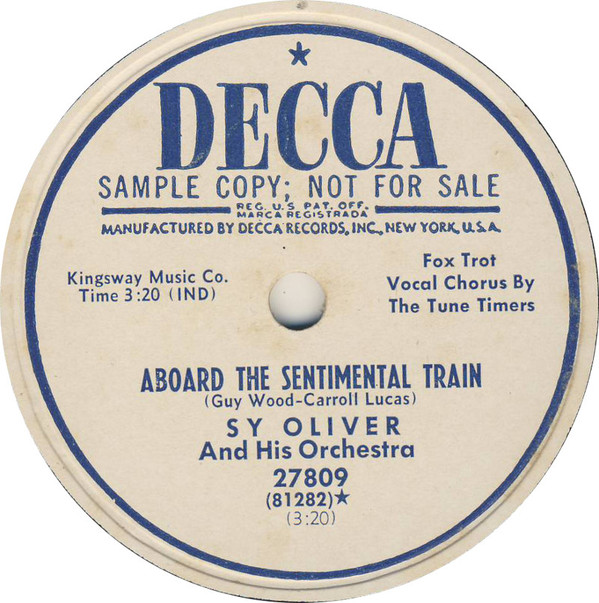 DECCA
SAMPLE COPY; NOT FOR SALE
REG. U.S. PAT. OFF.
MARCA REGISTRADA
MANUFACTURED BY DECCA RECORDS, INC., NEW YORK, U.S.A.
Kingsway Music Co.
Time 3:20 (IND)
Fox Trot
Vocal Chorus By
The Tune Timers
ABOARD THE SENTIMENTAL TRAIN
(Guy Wood-Carroll Lucas)
SY OLIVER
And His Orchestra
27809
(81282)★
(3:20)